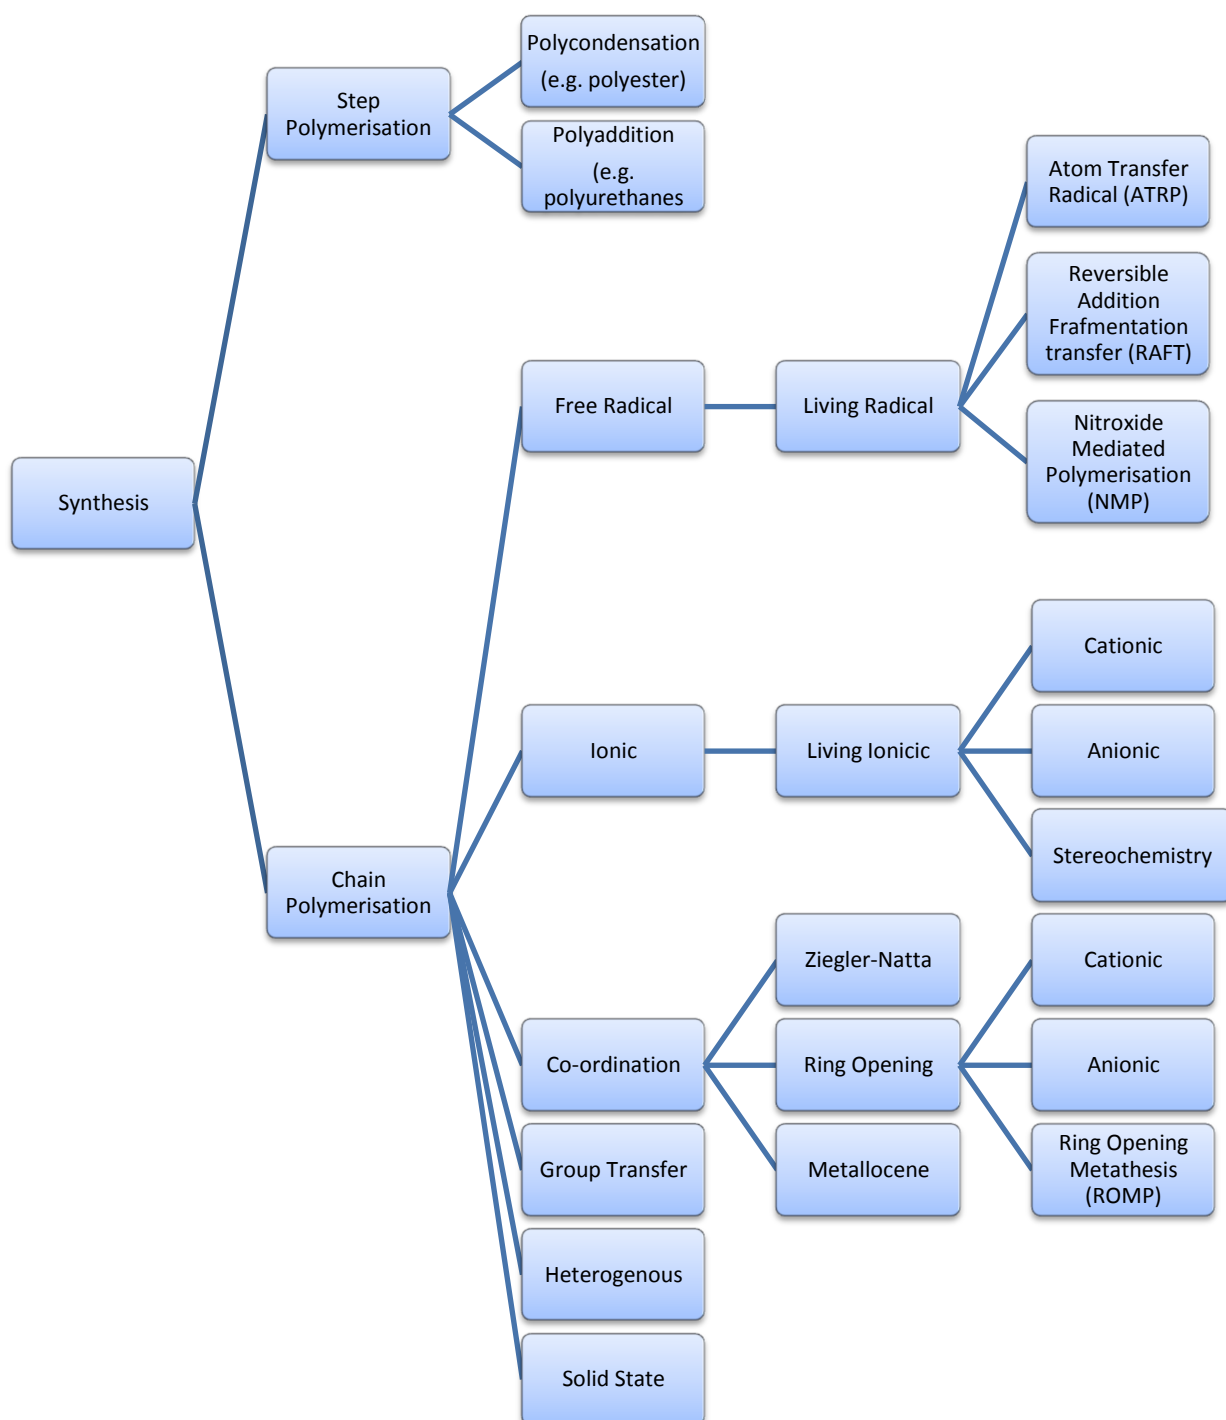 Polycondensation
(e.g. polyester)
Step
Polymerisation
Polyaddition
(e.g.
polyurethanes
Atom Transfer
Radical (ATRP)
Reversible
Addition
Frafmentation
transfer (RAFT)
Free Radical
Living Radical
Nitroxide
Mediated
Polymerisation
(NMP)
Synthesis
Cationic
Ionic
Living Ionicic
Anionic
Stereochemistry
Chain
Polymerisation
Ziegler-Natta
Cationic
Co-ordination
Ring Opening
Anionic
Group Transfer
Metallocene
Ring Opening
Metathesis
(ROMP)
Heterogenous
Solid State